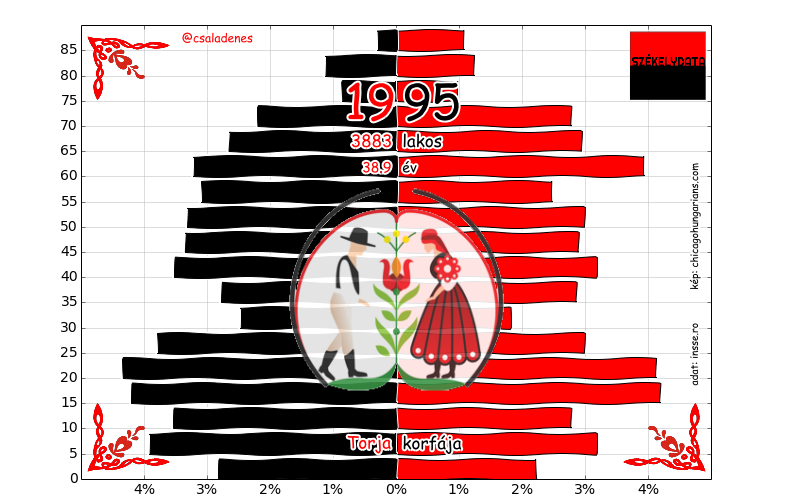 @csaladenes
SZÉKELYDATA
1995
3883 lakos
38.9 év
Torja korfája
kép: chicagohungarians.com
adat: insse.ro
85
80
75
70
65
60
55
50
45
40
35
30
25
20
15
10
5
0
4% 3% 2% 1% 0% 1% 2% 3% 4%